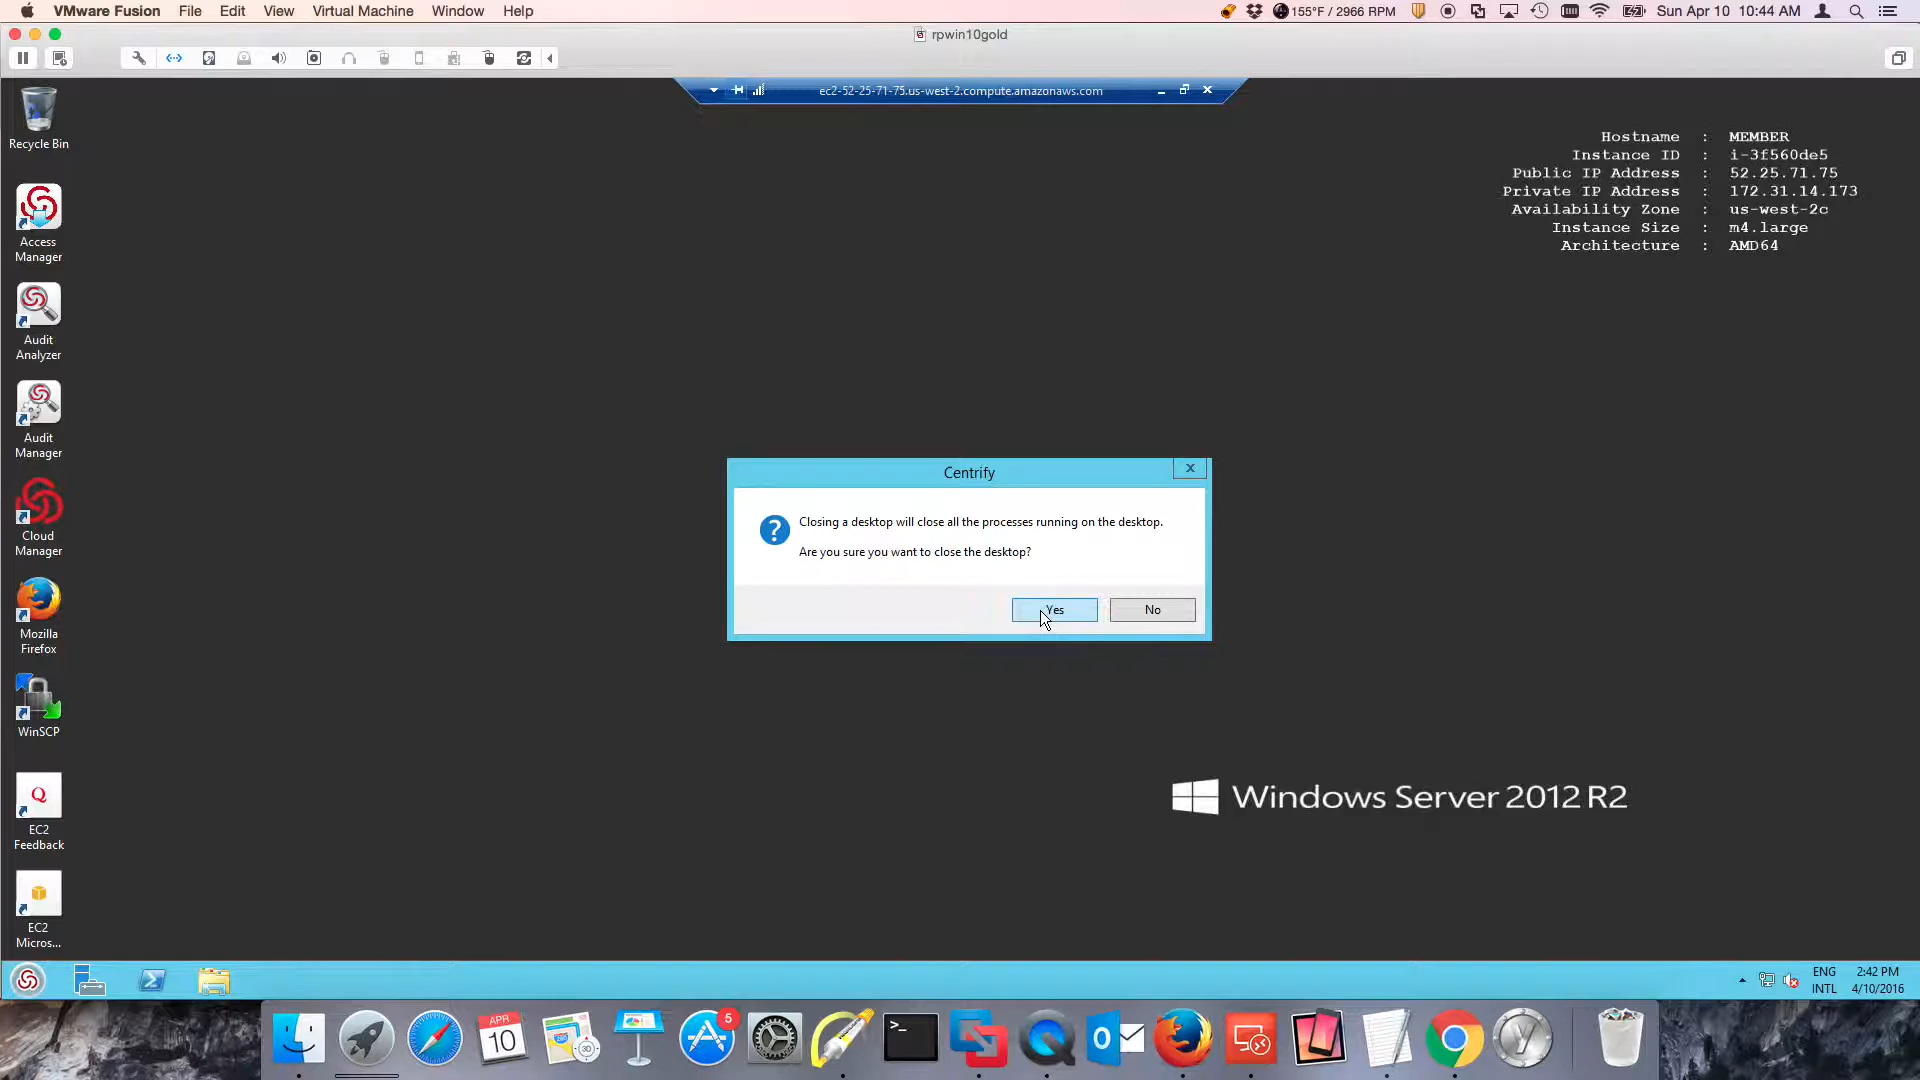 VMware Fusion File Edit View Virtual Machine Window Help 155°F / 2966 RPM Sun Apr 10 10:44 AM
rpwin10gold
ec2-52-25-71-75.us-west-2.compute.amazonaws.com
Recycle Bin
Hostname : MEMBER
Instance ID : i-3f560de5
Public IP Address : 52.25.71.75
Private IP Address : 172.31.14.173
Availability Zone : us-west-2c
Instance Size : m4.large
Architecture : AMD64
Access
Manager
Audit
Analyzer
Audit
Manager
Cloud
Manager
Mozilla
Firefox
WinSCP
Q
EC2
Feedback
EC2
Micros...
Centrify
X
?
Closing a desktop will close all the processes running on the desktop.
Are you sure you want to close the desktop?
Yes No
Windows Server 2012 R2
ENG 2:42 PM
INTL 4/10/2016
APR
10
30
5
>_
O
Y